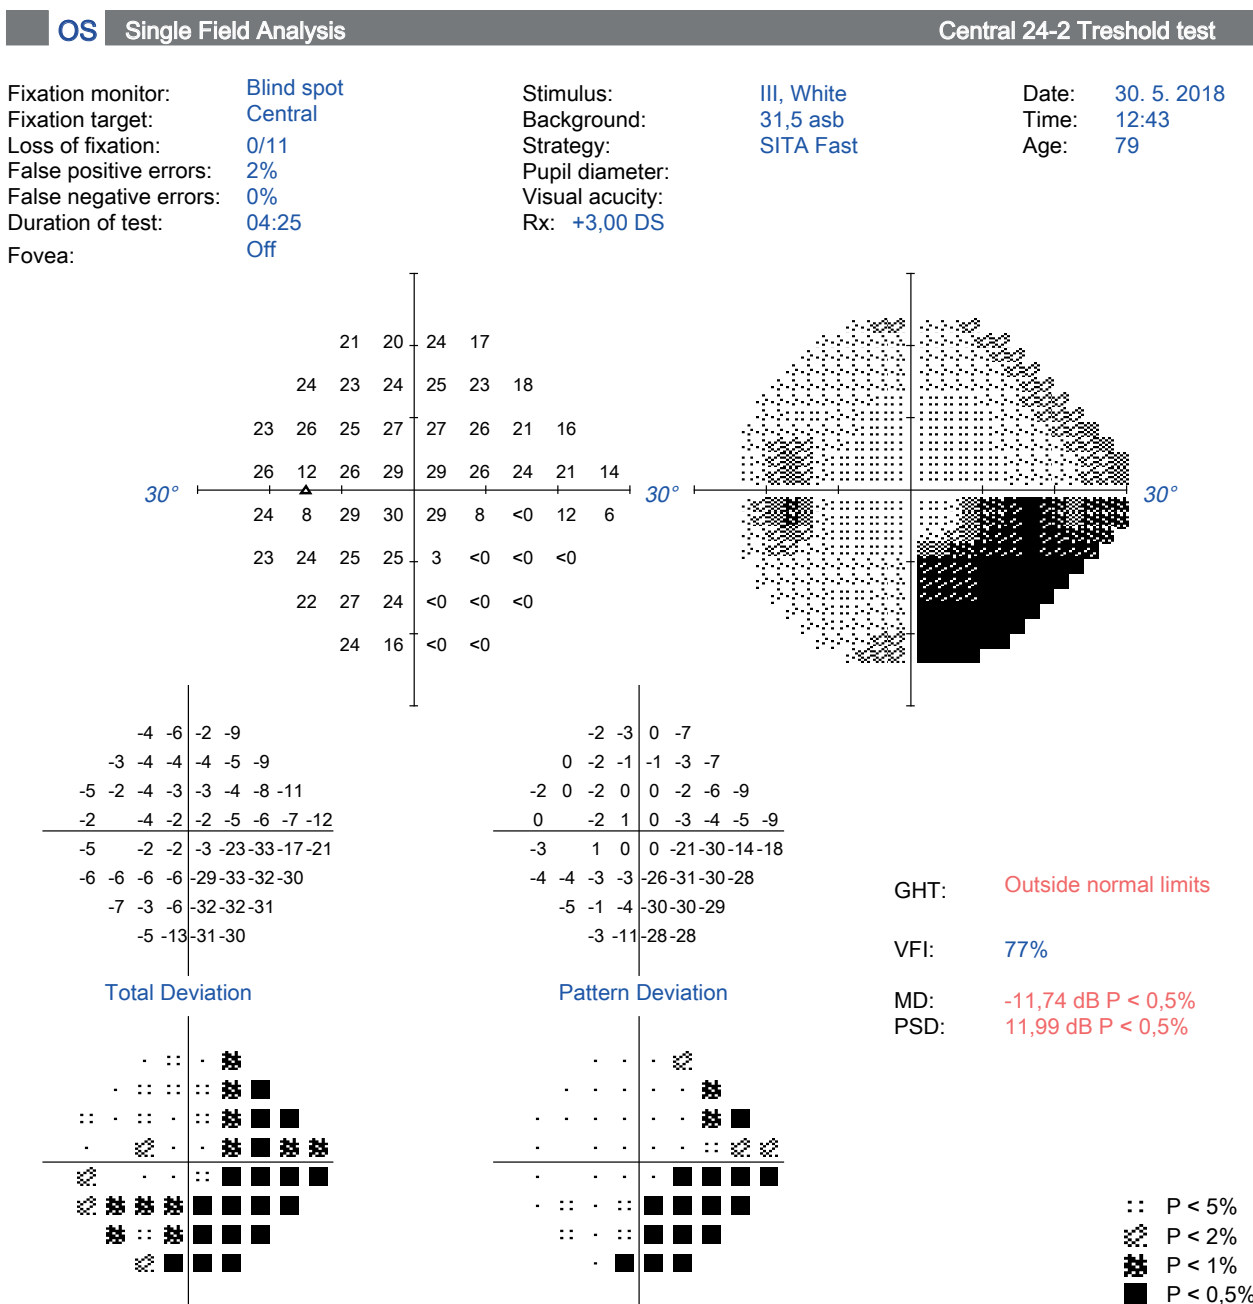 OS Single Field Analysis Central 24-2 Treshold test
Fixation monitor: Blind spot Stimulus: III, White Date: 30. 5. 2018
Fixation target: Central Background: 31,5 asb Time: 12:43
Loss of fixation: 0/11 Strategy: SITA Fast Age: 79
False positive errors: 2% Pupil diameter:
False negative errors: 0% Visual acucity:
Duration of test: 04:25 Rx: +3,00 DS
Fovea: Off
21 20 24 17
24 23 24 25 23 18
23 26 25 27 27 26 21 16
26 12 26 29 29 26 24 21 14
30° 30° 30°
24 8 29 30 29 8 <0 12 6
23 24 25 25 3 <0 <0 <0
22 27 24 <0 <0 <0
24 16 <0 <0
-4 -6 -2 -9 -2 -3 0 -7
-3 -4 -4 -4 -5 -9 0 -2 -1 -1 -3 -7
-5 -2 -4 -3 -3 -4 -8 -11 -2 0 -2 0 0 -2 -6 -9
-2 -4 -2 -2 -5 -6 -7 -12 0 -2 1 0 -3 -4 -5 -9
-5 -2 -2 -3 -23 -33 -17 -21 -3 1 0 0 -21 -30 -14 -18
-6 -6 -6 -6 -29 -33 -32 -30 -4 -4 -3 -3 -26 -31 -30 -28
-7 -3 -6 -32 -32 -31 -5 -1 -4 -30 -30 -29
-5 -13 -31 -30 -3 -11 -28 -28
GHT: Outside normal limits
VFI: 77%
Total Deviation Pattern Deviation
MD: -11,74 dB P < 0,5%
PSD: 11,99 dB P < 0,5%
P < 5%
P < 2%
P < 1%
P < 0,5%